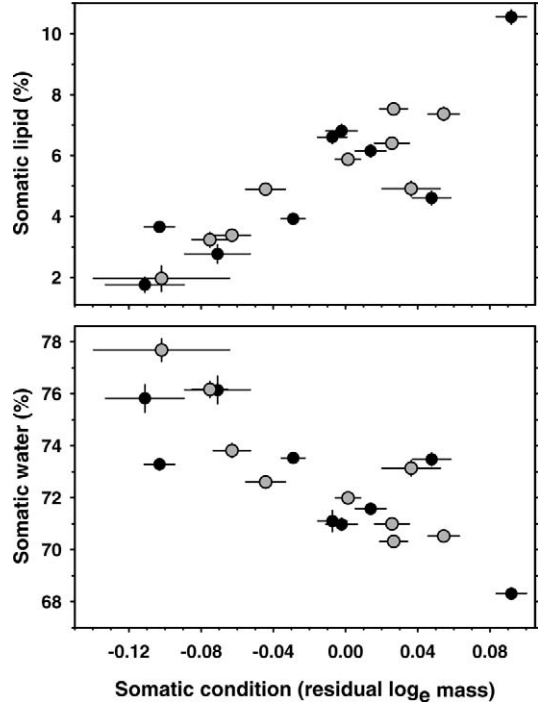 10
8
6
4
2
Somatic lipid (%)
78
76
74
72
70
68
Somatic water (%)
-0.12 -0.08 -0.04 0.00 0.04 0.08
Somatic condition (residual logₑ mass)